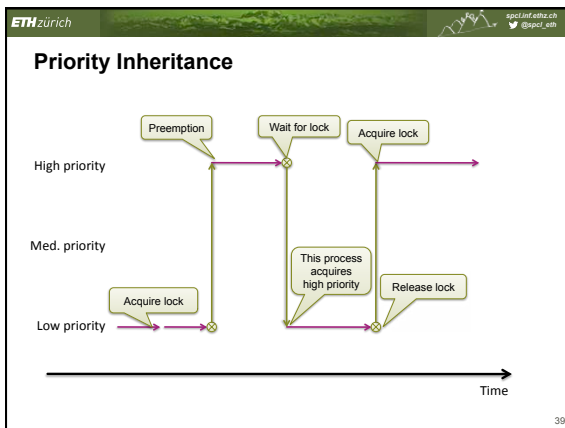 ETH zürich
spcl.inf.ethz.ch
@spcl_eth
Priority Inheritance
Preemption
Wait for lock
Acquire lock
High priority
Med. priority
This process
acquires
high priority
Acquire lock
Release lock
Low priority
Time
39